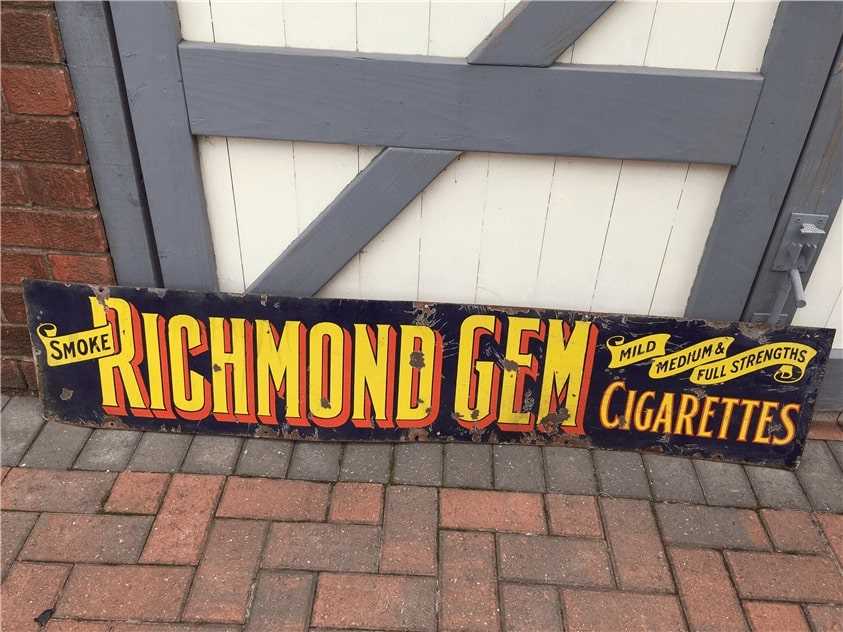 SMOKE
RICHMOND GEM
MILD
MEDIUM &
FULL STRENGTHS
CIGARETTES